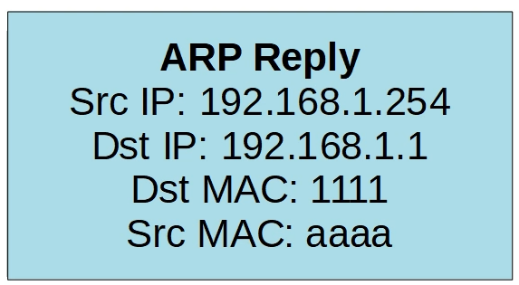 ARP Reply
Src IP: 192.168.1.254
Dst IP: 192.168.1.1
Dst MAC: 1111
Src MAC: aaaa